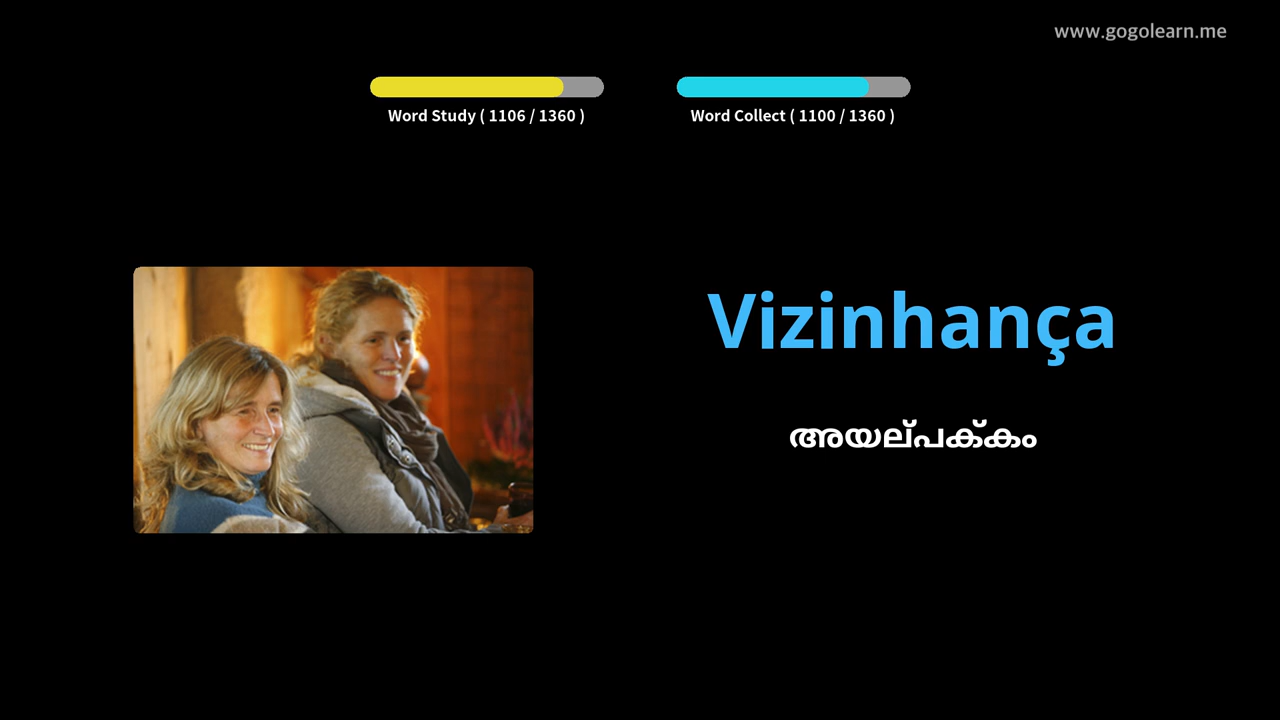 www.gogolearn.me
Word Study ( 1106 / 1360 )
Word Collect ( 1100 / 1360 )
Vizinhança
അയല്പക്കം